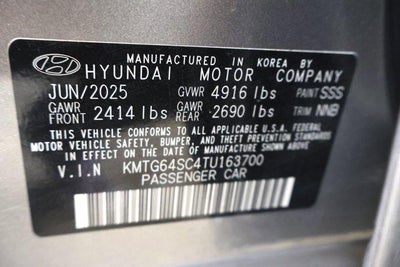 MANUFACTURED IN KOREA BY
HYUNDAI MOTOR COMPANY
JUN/2025 GVWR 4916 lbs PAINT SSS
GAWR FRONT 2414 lbs GAWR REAR 2690 lbs TRIM NNB
THIS VEHICLE CONFORMS TO ALL APPLICABLE U.S.A. FEDERAL
MOTOR VEHICLE SAFETY, BUMPER, AND THEFT PREVENTION STANDARDS
IN EFFECT ON THE DATE OF MANUFACTURE SHOWN ABOVE.
V.I.N KMTG64SC4TU163700
PASSENGER CAR